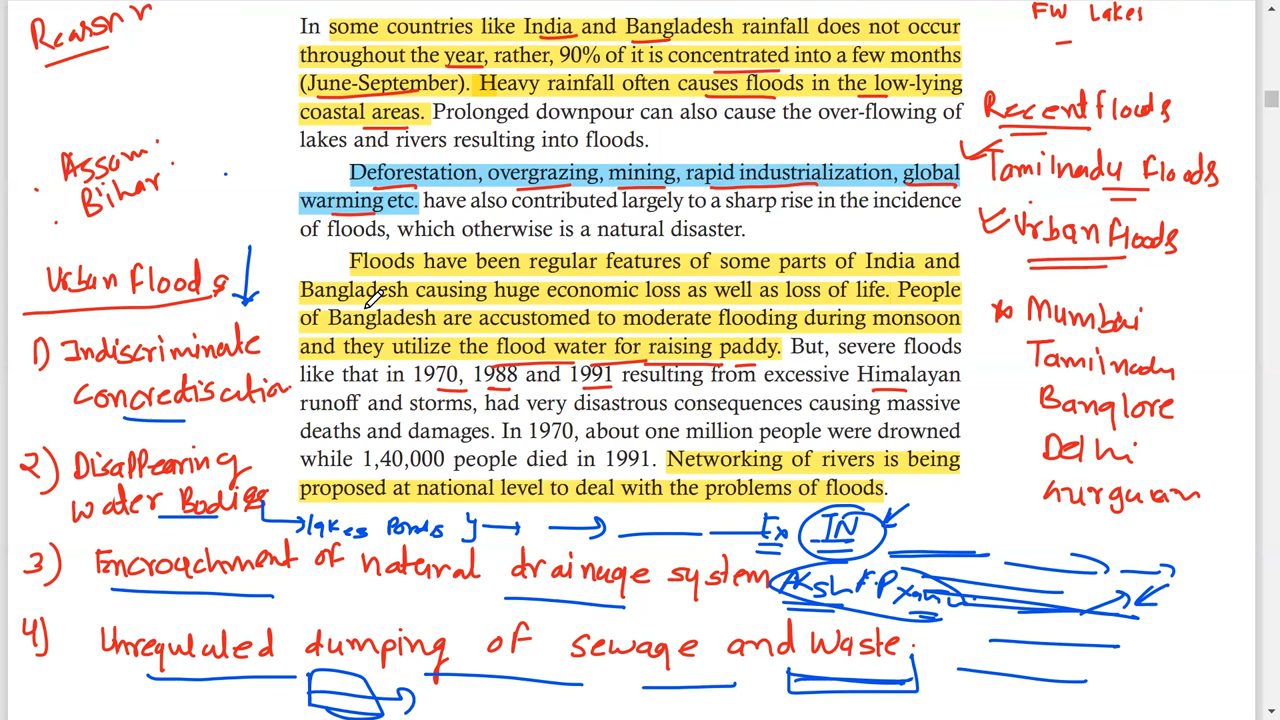 Reason
FW Lakes
In some countries like India and Bangladesh rainfall does not occur
throughout the year, rather, 90% of it is concentrated into a few months
(June-September). Heavy rainfall often causes floods in the low-lying
coastal areas. Prolonged downpour can also cause the over-flowing of
lakes and rivers resulting into floods.
Deforestation, overgrazing, mining, rapid industrialization, global
warming etc. have also contributed largely to a sharp rise in the incidence
of floods, which otherwise is a natural disaster.
Floods have been regular features of some parts of India and
Bangladesh causing huge economic loss as well as loss of life. People
of Bangladesh are accustomed to moderate flooding during monsoon
and they utilize the flood water for raising paddy. But, severe floods
like that in 1970, 1988 and 1991 resulting from excessive Himalayan
runoff and storms, had very disastrous consequences causing massive
deaths and damages. In 1970, about one million people were drowned
while 1,40,000 people died in 1991. Networking of rivers is being
proposed at national level to deal with the problems of floods.
Assam
Bihar
Urban Floods
1) Indiscriminate
concretisation
2) Disappearing
water Bodies
lakes Ponds
Ex IN
3) Encroachment of natural drainage system
4) Unregulated dumping of sewage and Waste.
Recent floods
Tamilnadu Floods
Urban floods
Mumbai
Tamilnadu
Banglore
Delhi
Gurguam